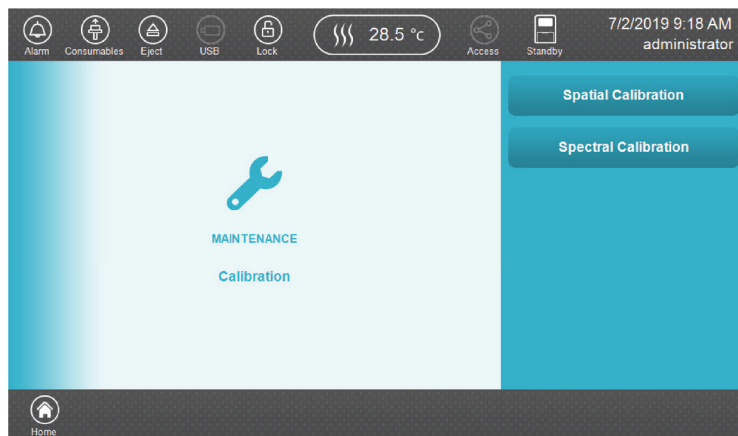 Alarm Consumables Eject USB Lock 28.5 °c Access Standby
7/2/2019 9:18 AM
administrator
Spatial Calibration
Spectral Calibration
MAINTENANCE
Calibration
Home